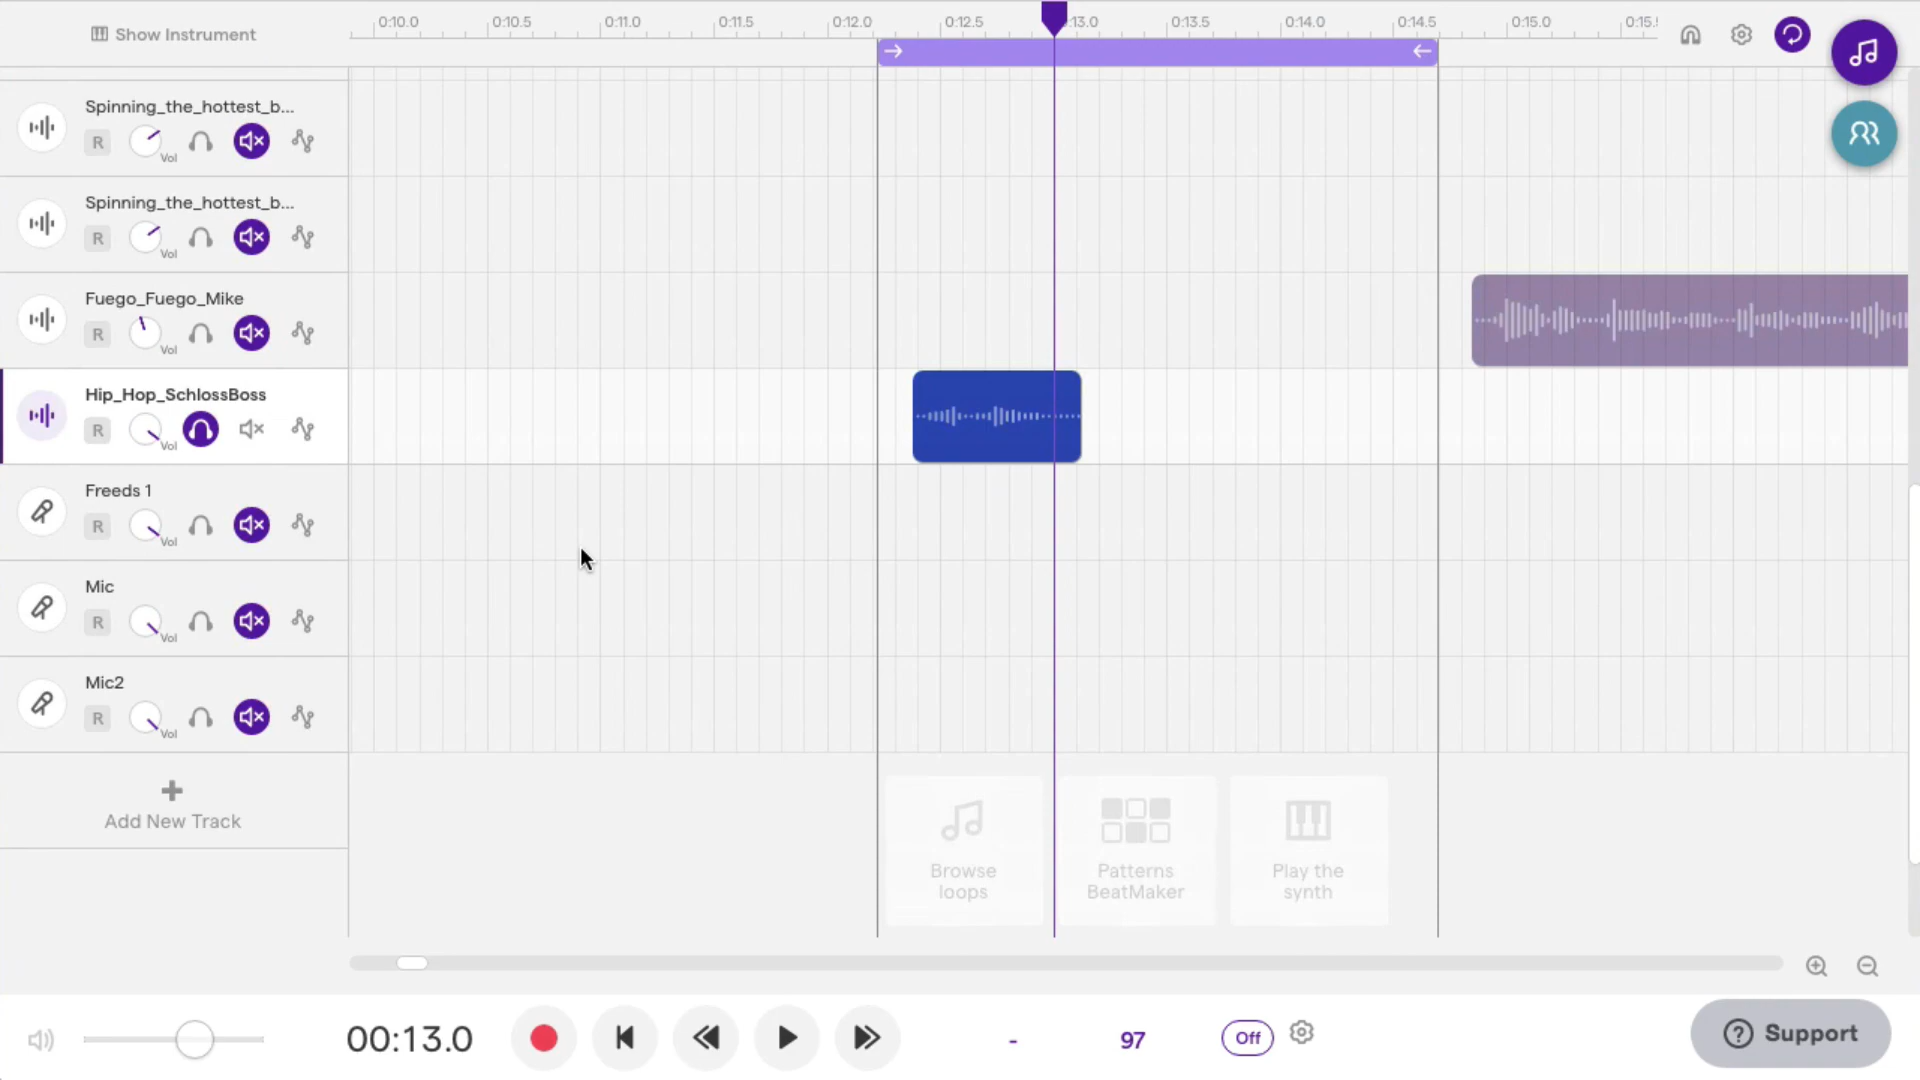 Show Instrument
0:10.0 0:10.5 0:11.0 0:11.5 0:12.0 0:12.5 :13.0 0:13.5 0:14.0 0:14.5 0:15.0 0:15.
Spinning_the_hottest_b...
R Vol
Spinning_the_hottest_b...
R Vol
Fuego_Fuego_Mike
R Vol
Hip_Hop_SchlossBoss
R Vol
Freeds 1
R Vol
Mic
R Vol
Mic2
R Vol
Add New Track
Browse
loops
Patterns
BeatMaker
Play the
synth
00:13.0
-
97
Off
Support